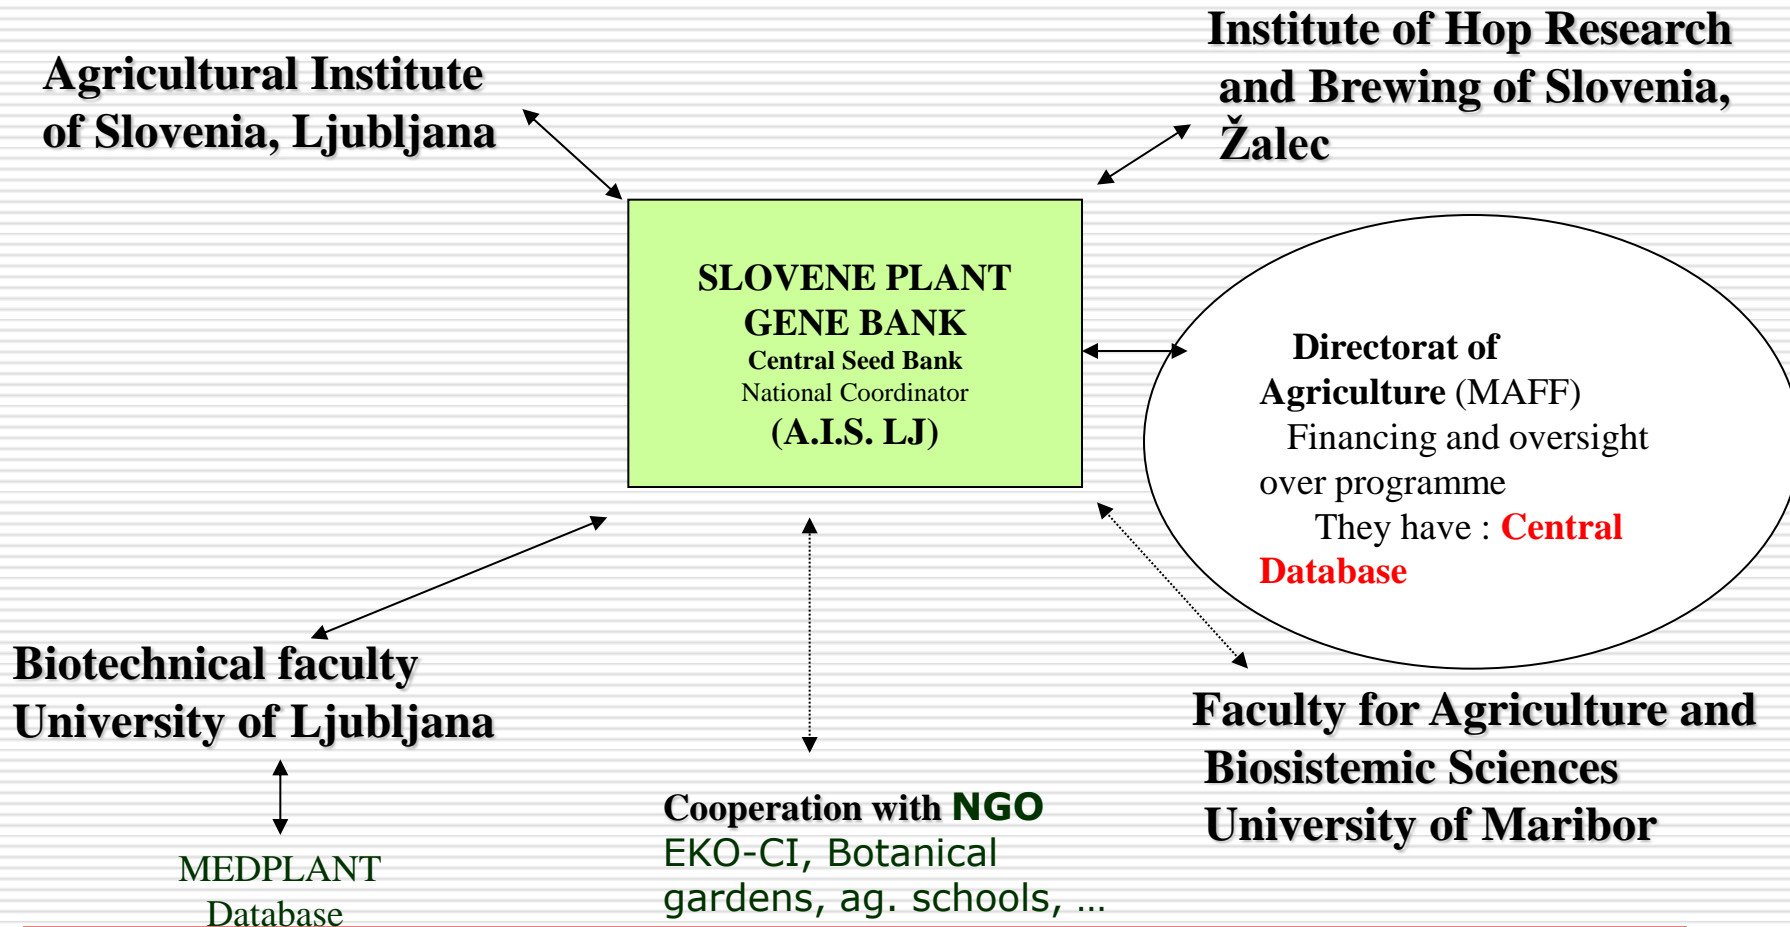 Agricultural Institute
of Slovenia, Ljubljana
Institute of Hop Research
and Brewing of Slovenia,
Žalec
SLOVENE PLANT
GENE BANK
Central Seed Bank
National Coordinator
(A.I.S. LJ)
Directorat of
Agriculture (MAFF)
Financing and oversight
over programme
They have : Central
Database
Biotechnical faculty
University of Ljubljana
MEDPLANT
Database
Cooperation with NGO
EKO-CI, Botanical
gardens, ag. schools, …
Faculty for Agriculture and
Biosistemic Sciences
University of Maribor